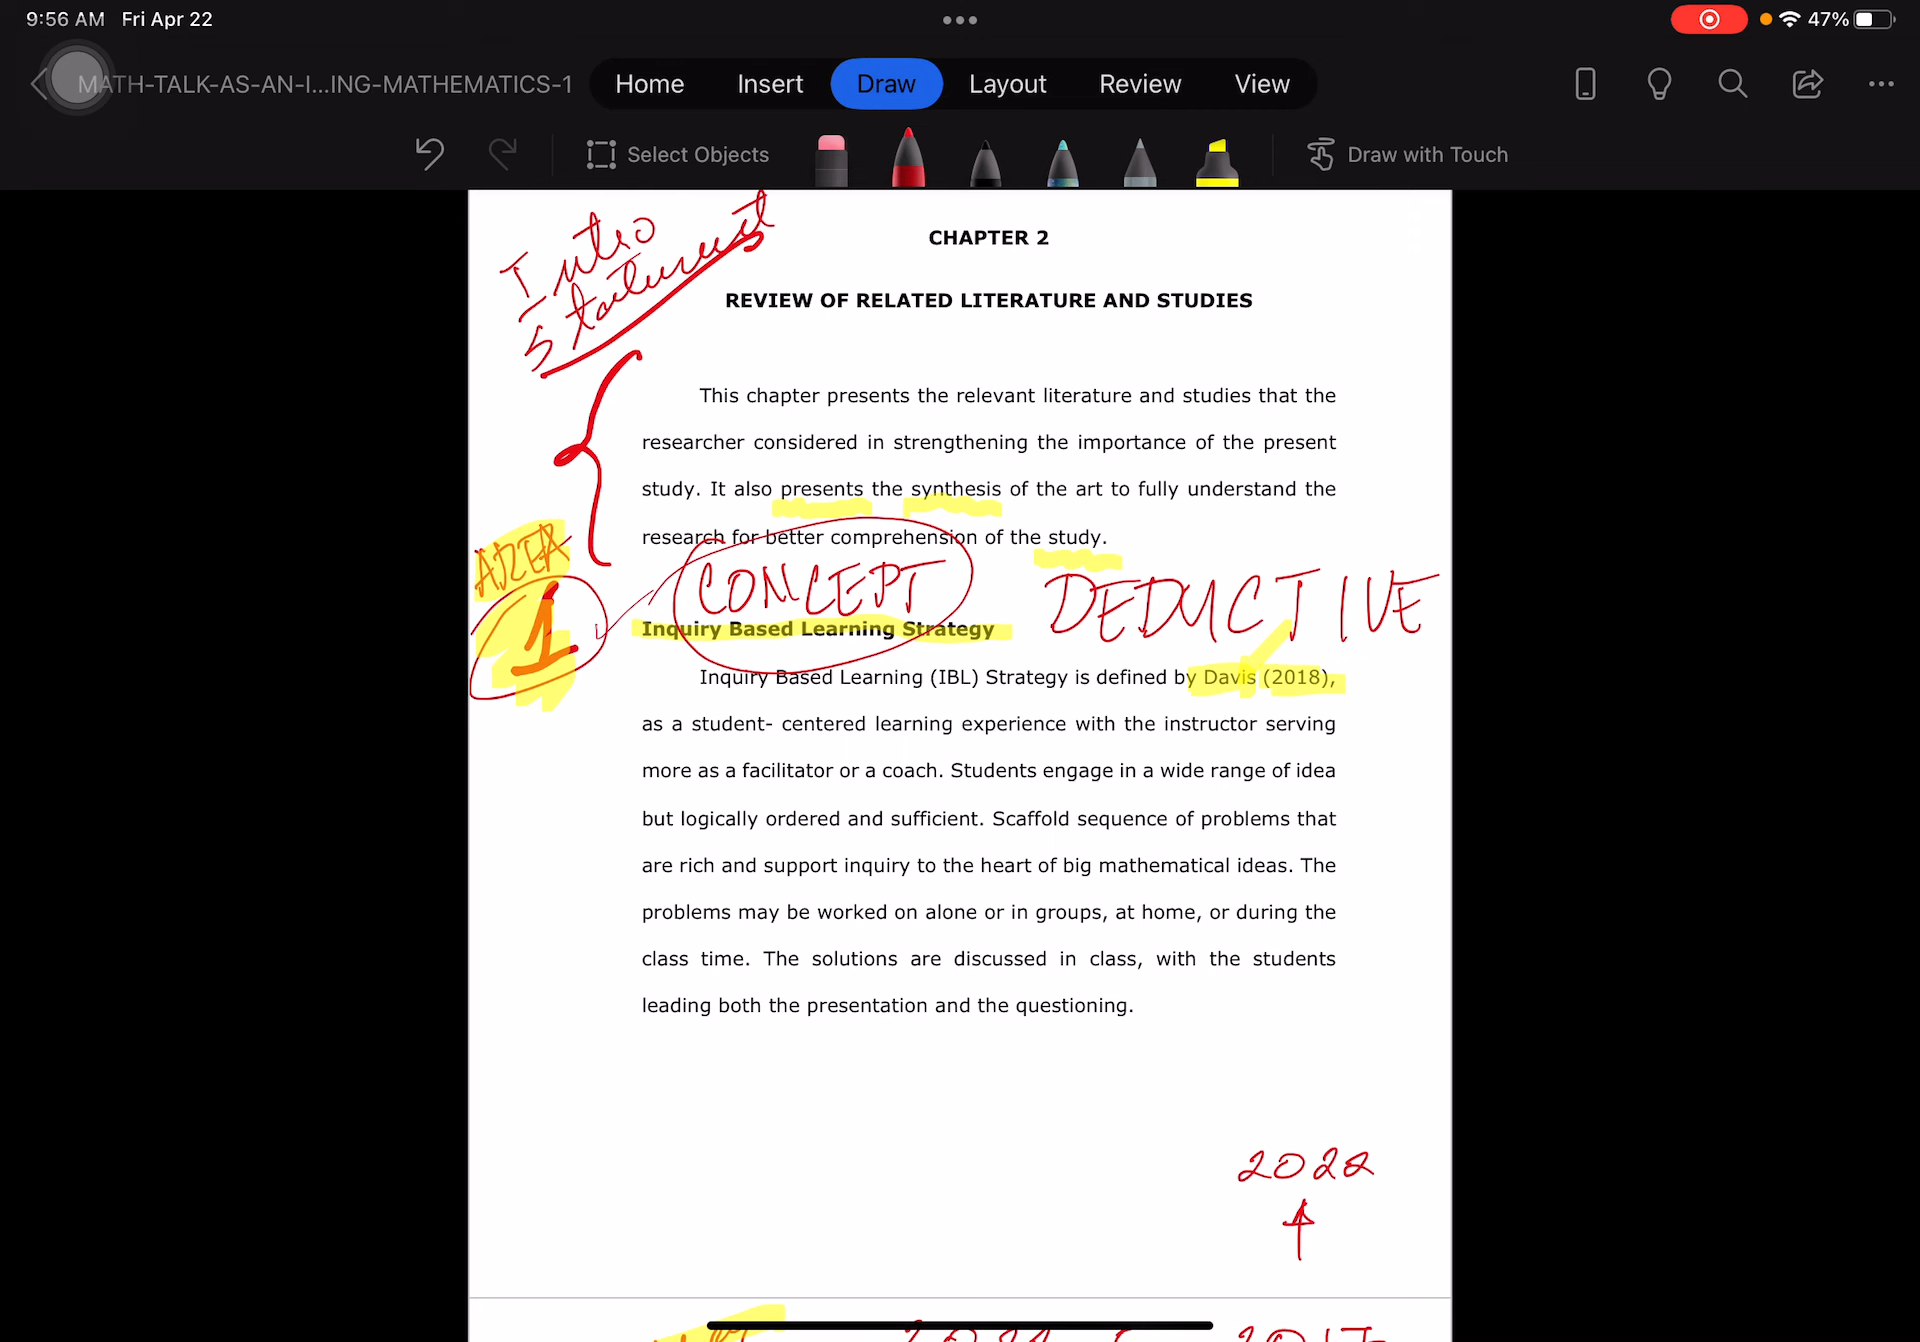 9:56 AM Fri Apr 22
47%
MATH-TALK-AS-AN-I...ING-MATHEMATICS-1
Home Insert Draw Layout Review View
Select Objects
Draw with Touch
Intro
Statement
CHAPTER 2
REVIEW OF RELATED LITERATURE AND STUDIES
This chapter presents the relevant literature and studies that the
researcher considered in strengthening the importance of the present
study. It also presents the synthesis of the art to fully understand the
research for better comprehension of the study.
1
CONCEPT
DEDUCTIVE
Inquiry Based Learning Strategy
Inquiry Based Learning (IBL) Strategy is defined by Davis (2018),
as a student- centered learning experience with the instructor serving
more as a facilitator or a coach. Students engage in a wide range of idea
but logically ordered and sufficient. Scaffold sequence of problems that
are rich and support inquiry to the heart of big mathematical ideas. The
problems may be worked on alone or in groups, at home, or during the
class time. The solutions are discussed in class, with the students
leading both the presentation and the questioning.
2022